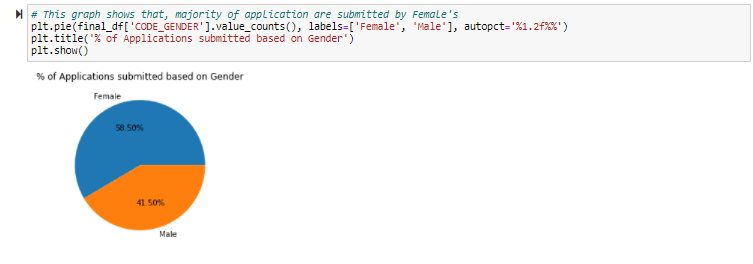 # This graph shows that, majority of application are submitted by Female's
plt.pie(final_df['CODE_GENDER'].value_counts(), labels=['Female', 'Male'], autopct='%1.2f%%')
plt.title('% of Applications submitted based on Gender')
plt.show()
% of Applications submitted based on Gender
Female
58.50%
41.50%
Male